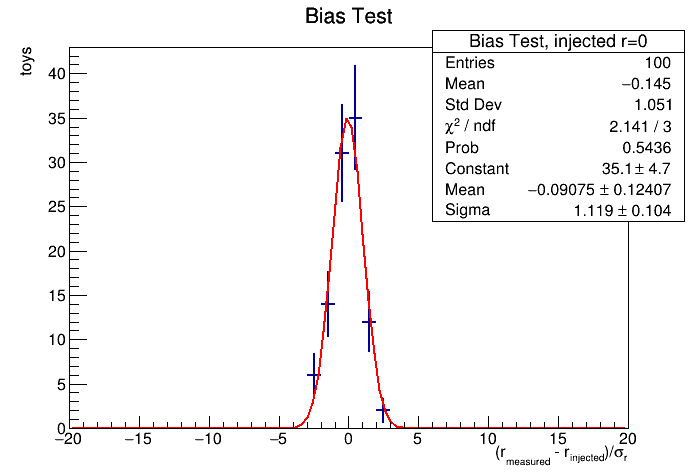 Bias Test
toys
Bias Test, injected r=0
Entries 100
Mean −0.145
Std Dev 1.051
χ² / ndf 2.141 / 3
Prob 0.5436
Constant 35.1 ± 4.7
Mean −0.09075 ± 0.12407
Sigma 1.119 ± 0.104
40
35
30
25
20
15
10
5
0
−20 −15 −10 −5 0 5 10 15 20
(r_measured - r_injected)/σ_r